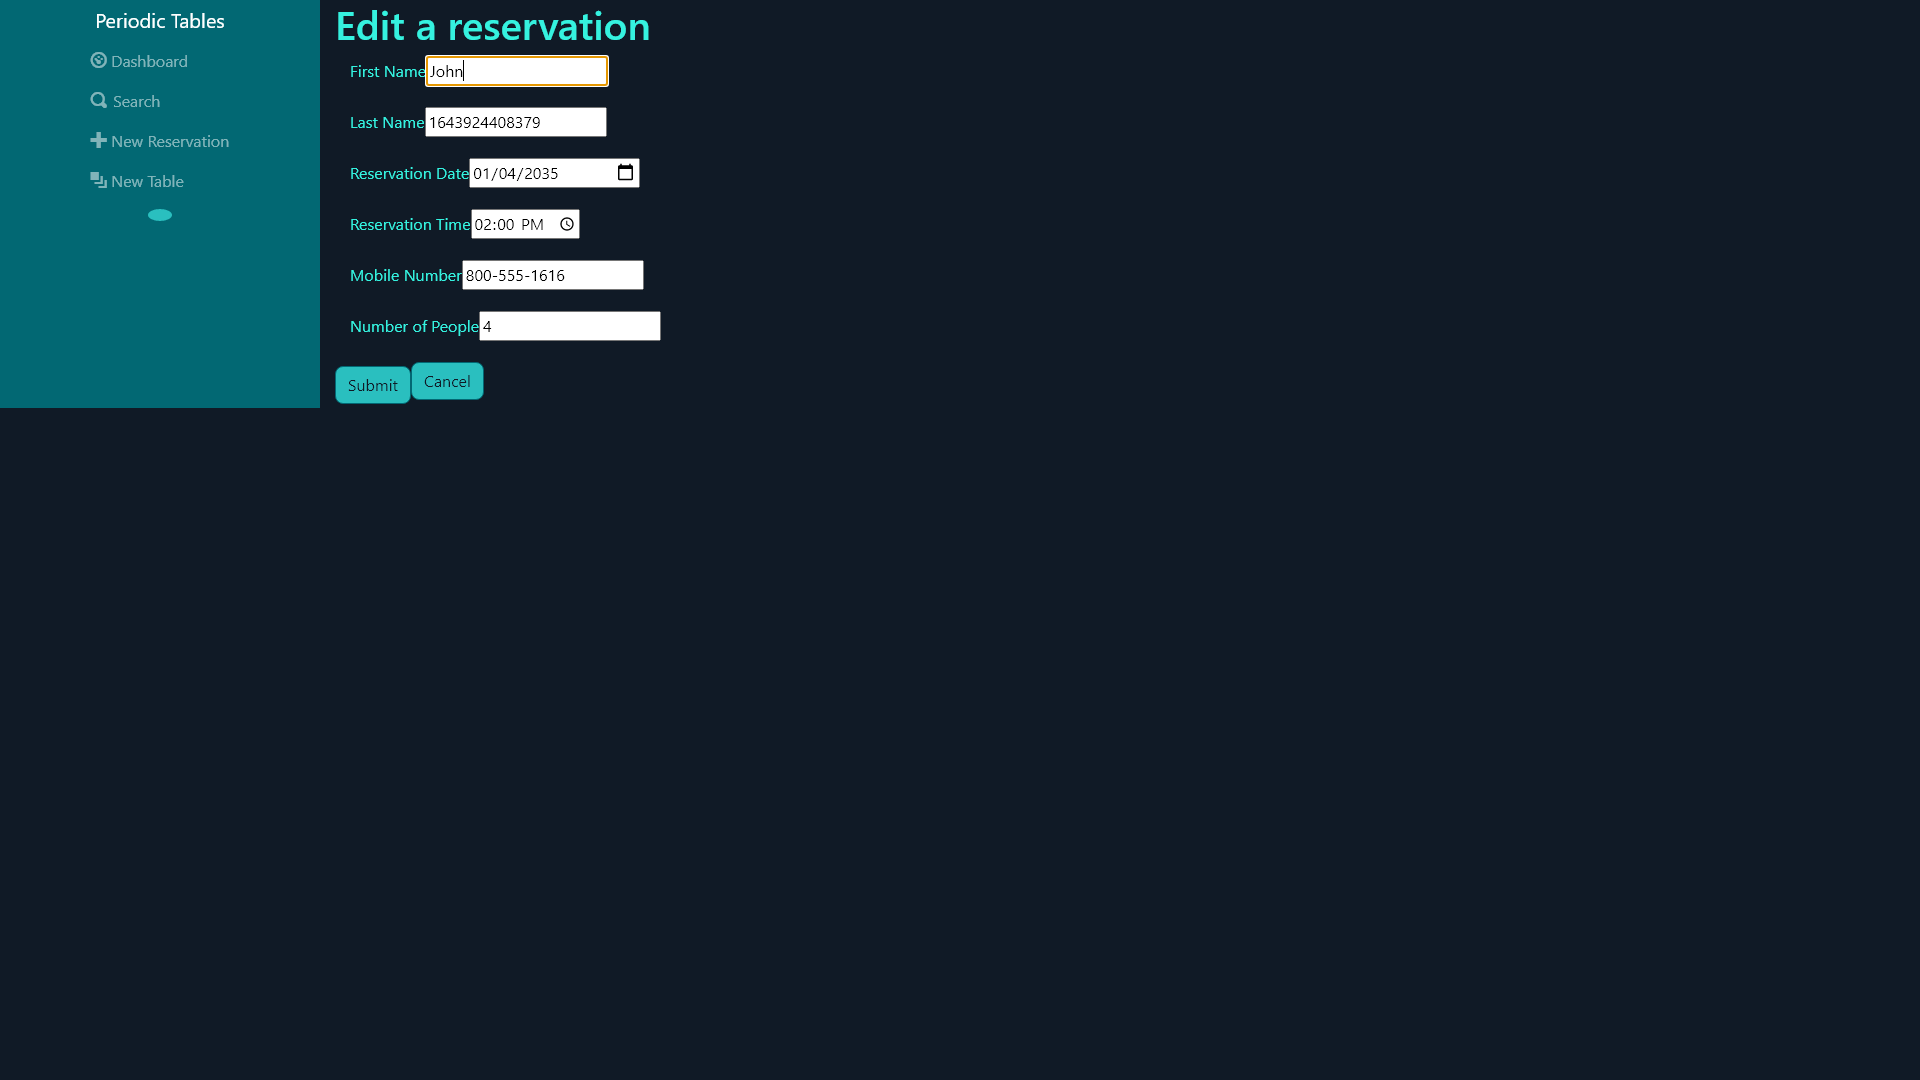 Periodic Tables
Dashboard
Search
New Reservation
New Table
Edit a reservation
First Name John
Last Name 1643924408379
Reservation Date 01/04/2035
Reservation Time 02:00 PM
Mobile Number 800-555-1616
Number of People 4
Submit Cancel